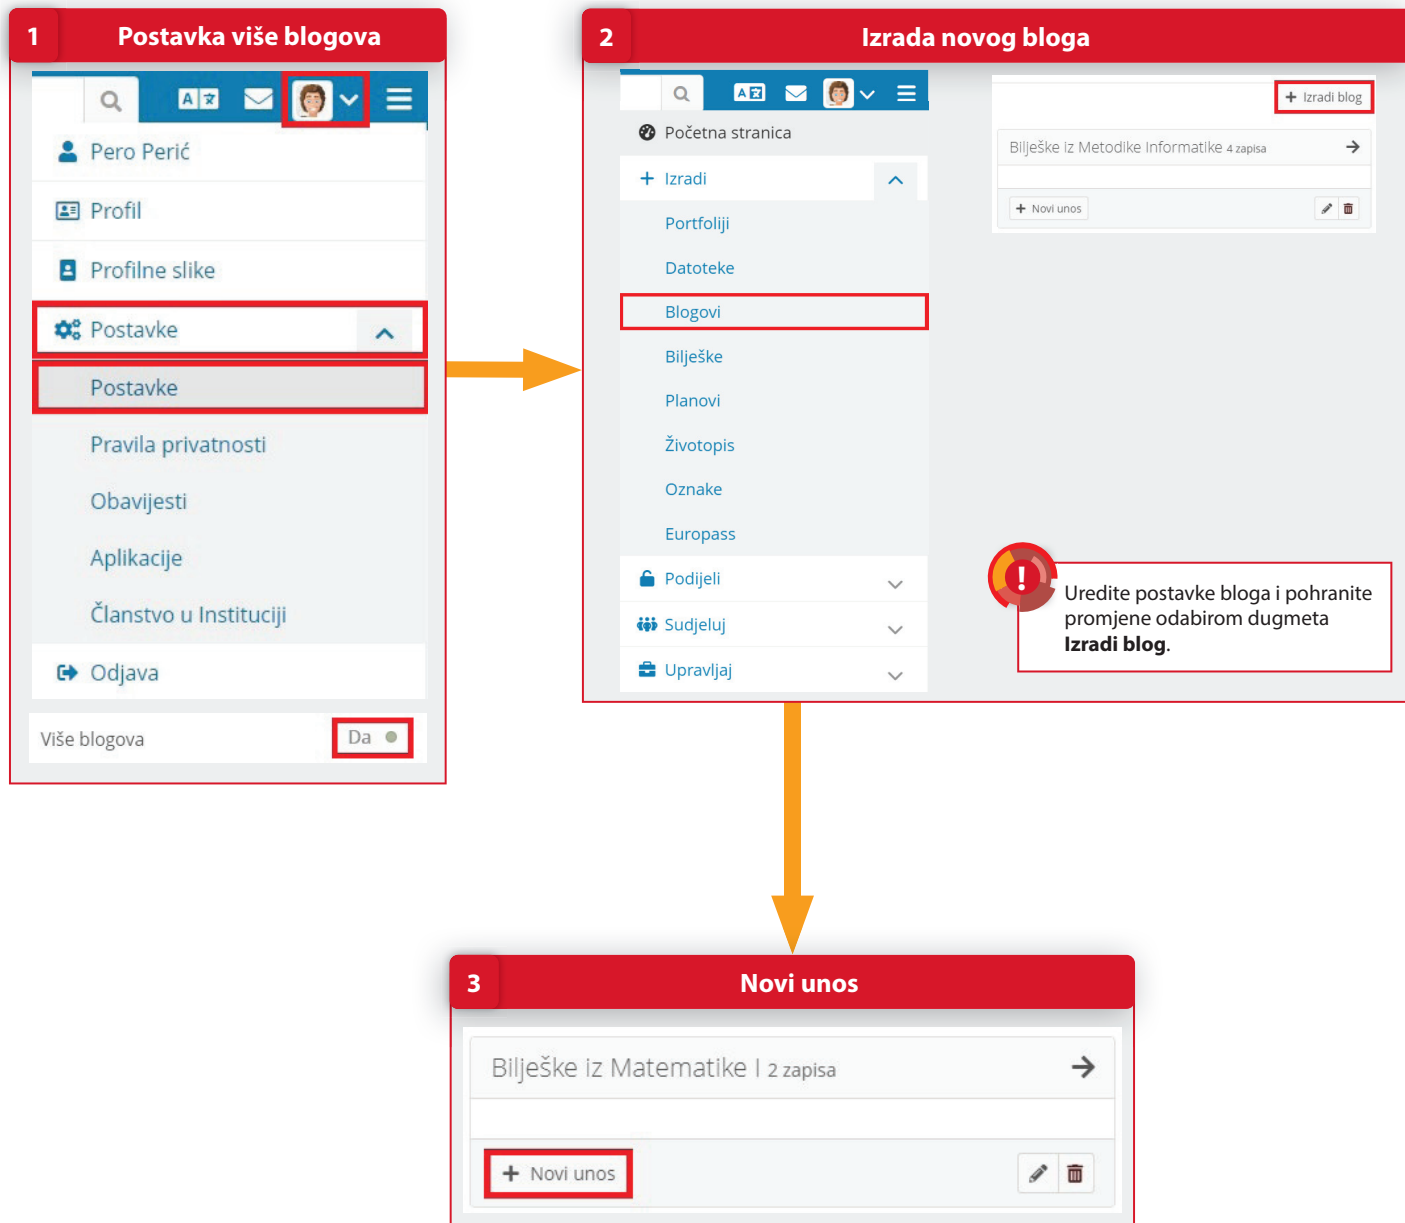 1 Postavka više blogova
Pero Perić
Profil
Profilne slike
Postavke
Postavke
Pravila privatnosti
Obavijesti
Aplikacije
Članstvo u Instituciji
Odjava
Više blogova Da
2 Izrada novog bloga
Početna stranica
Izradi
Portfoliji
Datoteke
Blogovi
Bilješke
Planovi
Životopis
Oznake
Europass
Podijeli
Sudjeluj
Upravljaj
+ Izradi blog
Bilješke iz Metodike Informatike 4 zapisa
+ Novi unos
! Uredite postavke bloga i pohranite
promjene odabirom dugmeta
Izradi blog.
3 Novi unos
Bilješke iz Matematike I 2 zapisa
+ Novi unos